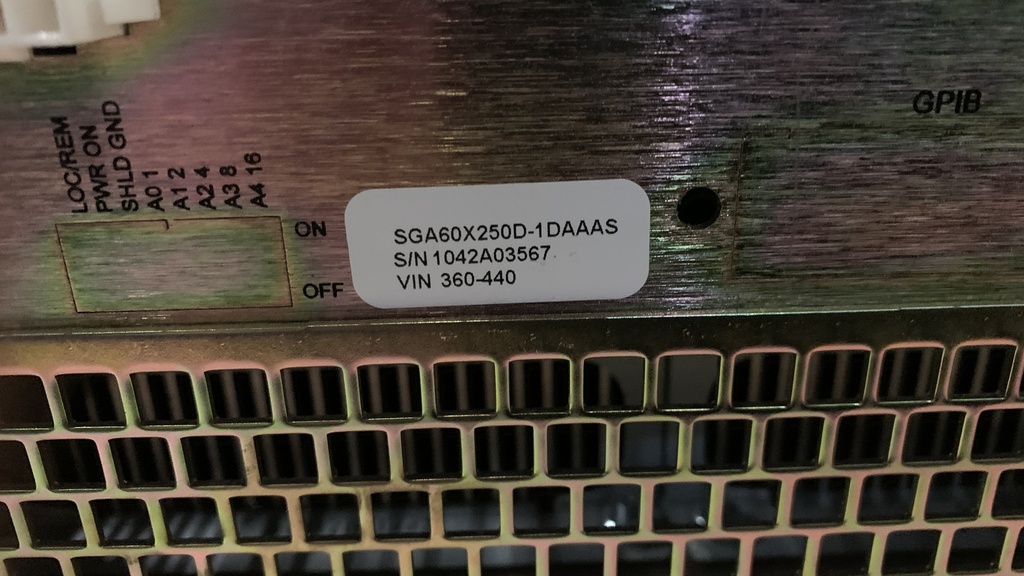 LOC/REM
PWR ON
SHLD GND
A0 1
A1 2
A2 4
A3 8
A4 16
ON
OFF
SGA60X250D-1DAAAS
S/N 1042A03567
VIN 360-440
GPIB